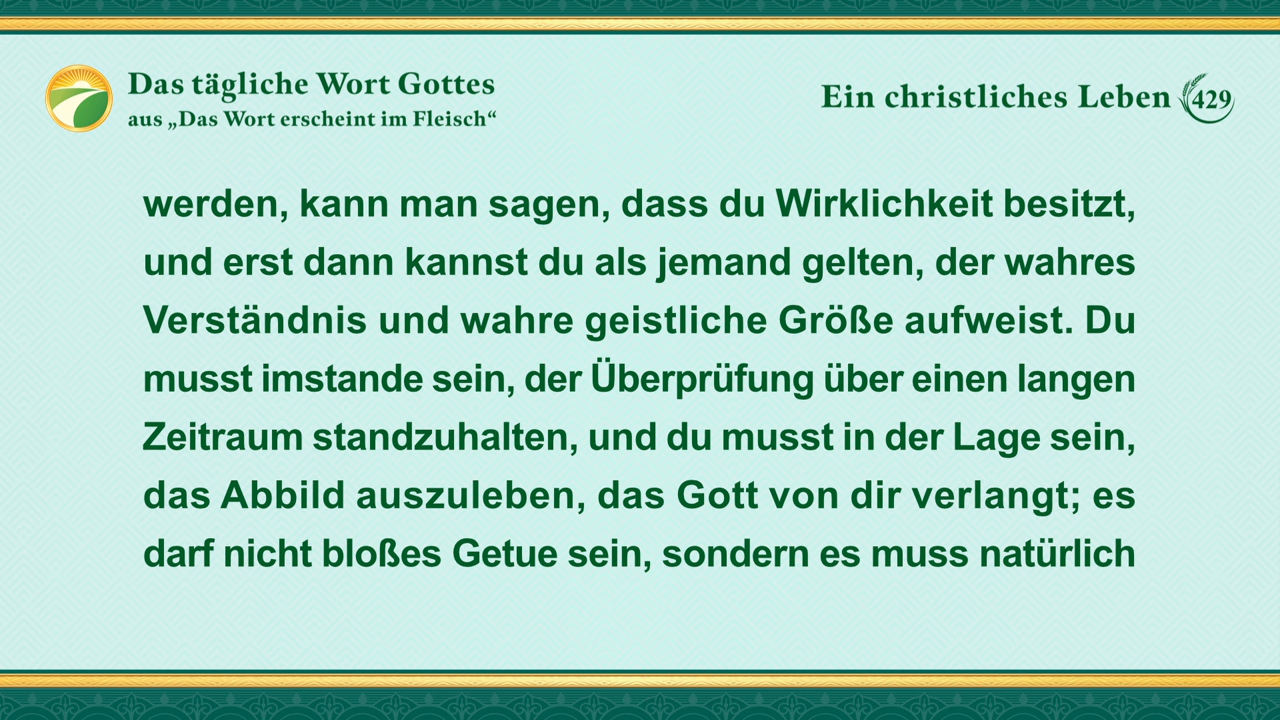 Das tägliche Wort Gottes
aus „Das Wort erscheint im Fleisch“
Ein christliches Leben 429
werden, kann man sagen, dass du Wirklichkeit besitzt,
und erst dann kannst du als jemand gelten, der wahres
Verständnis und wahre geistliche Größe aufweist. Du
musst imstande sein, der Überprüfung über einen langen
Zeitraum standzuhalten, und du musst in der Lage sein,
das Abbild auszuleben, das Gott von dir verlangt; es
darf nicht bloßes Getue sein, sondern es muss natürlich